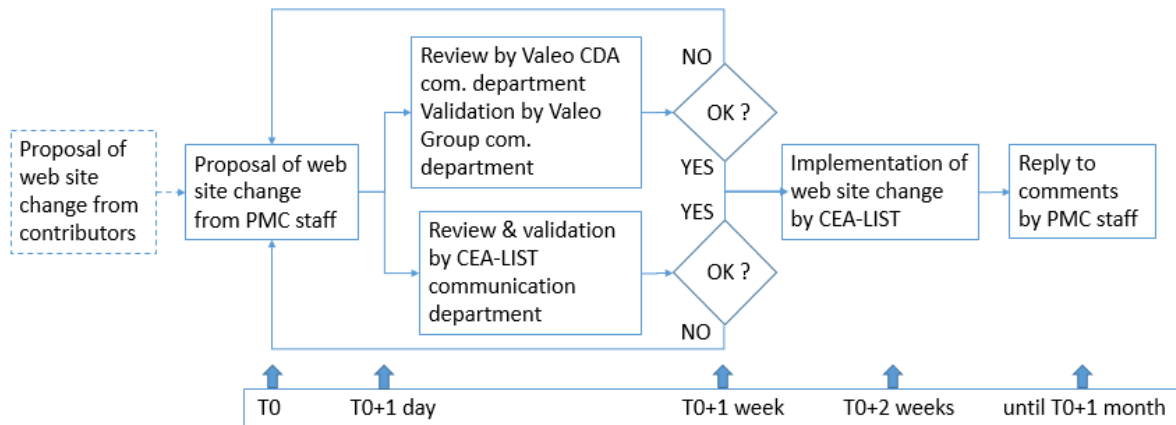 Proposal of
web site
change from
contributors
Proposal of web
site change
from PMC staff
Review by Valeo CDA
com. department
Validation by Valeo
Group com.
department
Review & validation
by CEA-LIST
communication
department
NO
OK ?
YES
YES
OK ?
NO
Implementation of
web site change
by CEA-LIST
Reply to
comments
by PMC staff
T0
T0+1 day
T0+1 week
T0+2 weeks
until T0+1 month